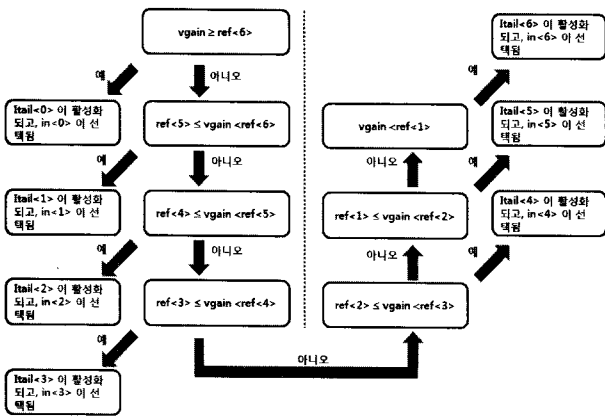 vgain ≥ ref<6>
예
아니오
Itail<0> 이 활성화
되고, in<0> 이 선
택됨
ref<5> ≤ vgain <ref<6>
예
아니오
Itail<1> 이 활성화
되고, in<1> 이 선
택됨
ref<4> ≤ vgain <ref<5>
예
아니오
Itail<2> 이 활성화
되고, in<2> 이 선
택됨
ref<3> ≤ vgain <ref<4>
예
아니오
Itail<3> 이 활성화
되고, in<3> 이 선
택됨
ref<2> ≤ vgain <ref<3>
예
아니오
Itail<4> 이 활성화
되고, in<4> 이 선
택됨
ref<1> ≤ vgain <ref<2>
예
아니오
Itail<5> 이 활성화
되고, in<5> 이 선
택됨
vgain <ref<1>
예
Itail<6> 이 활성화
되고, in<6> 이 선
택됨